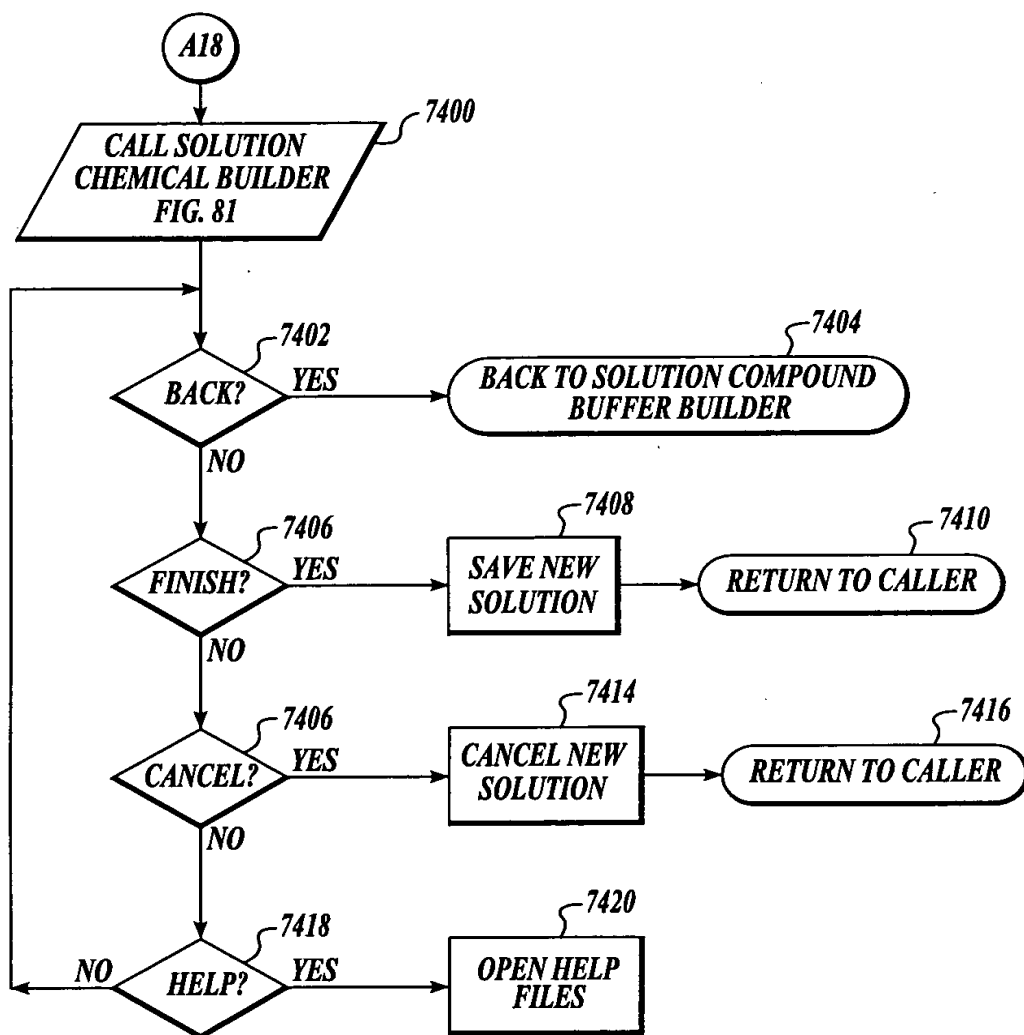 A18
7400
CALL SOLUTION
CHEMICAL BUILDER
FIG. 81
7402
BACK?
YES
NO
7404
BACK TO SOLUTION COMPOUND
BUFFER BUILDER
7406
FINISH?
YES
NO
7408
SAVE NEW
SOLUTION
7410
RETURN TO CALLER
7406
CANCEL?
YES
NO
7414
CANCEL NEW
SOLUTION
7416
RETURN TO CALLER
7418
NO
HELP?
YES
7420
OPEN HELP
FILES